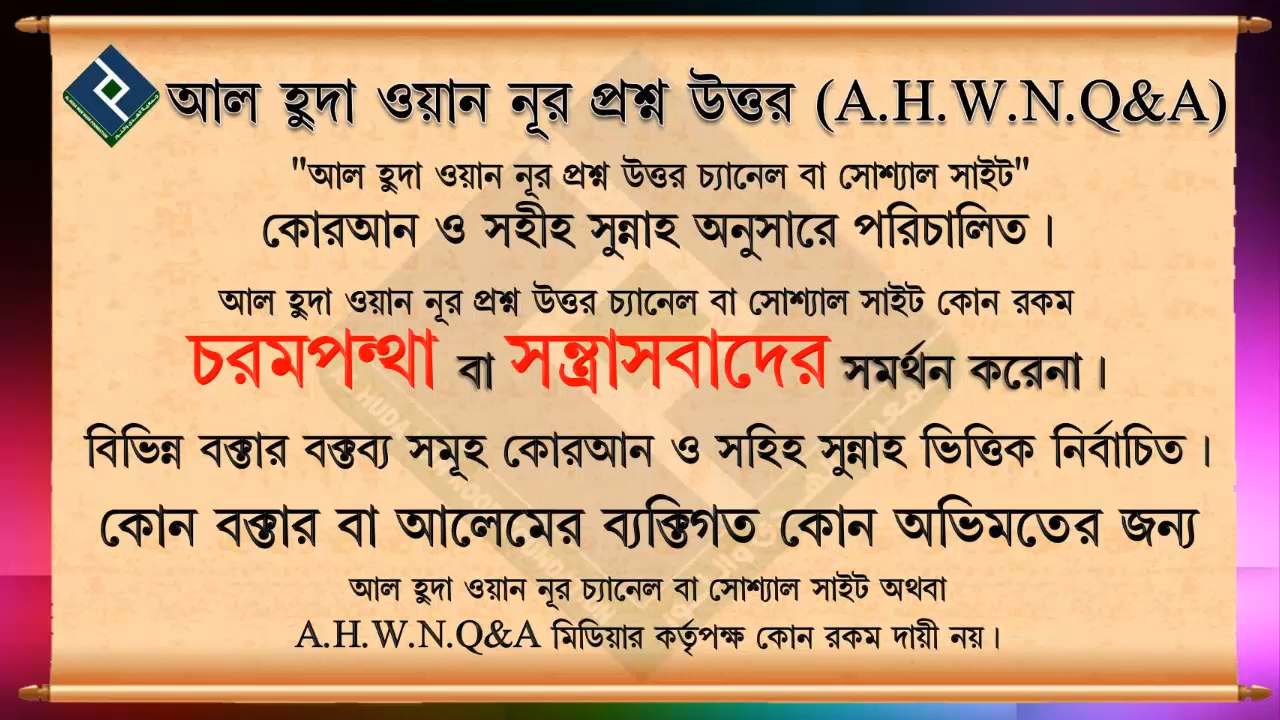 আল হুদা ওয়ান নূর প্রশ্ন উত্তর (A.H.W.N.Q&A)
"আল হুদা ওয়ান নূর প্রশ্ন উত্তর চ্যানেল বা সোশ্যাল সাইট"
কোরআন ও সহীহ সুন্নাহ অনুসারে পরিচালিত।
আল হুদা ওয়ান নূর প্রশ্ন উত্তর চ্যানেল বা সোশ্যাল সাইট কোন রকম
চরমপন্থা বা সন্ত্রাসবাদের সমর্থন করেনা।
বিভিন্ন বক্তার বক্তব্য সমূহ কোরআন ও সহিহ সুন্নাহ ভিত্তিক নির্বাচিত।
কোন বক্তার বা আলেমের ব্যক্তিগত কোন অভিমতের জন্য
আল হুদা ওয়ান নূর চ্যানেল বা সোশ্যাল সাইট অথবা
A.H.W.N.Q&A মিডিয়ার কর্তৃপক্ষ কোন রকম দায়ী নয়।